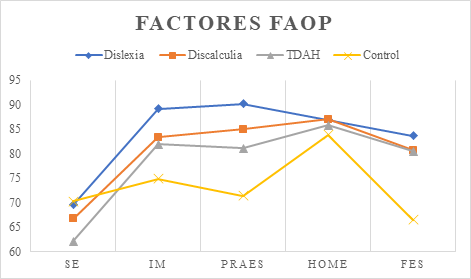 FACTORES FAOP
Dislexia Discalculia TDAH Control
95
90
85
80
75
70
65
60
SE IM PRAES HOME FES